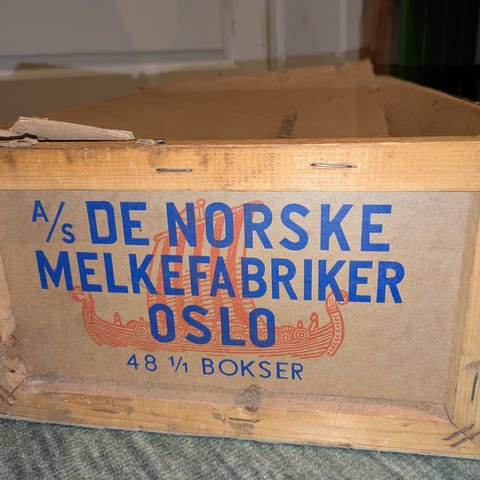 A/S DE NORSKE
MELKEFABRIKER
OSLO
48 1/1 BOKSER